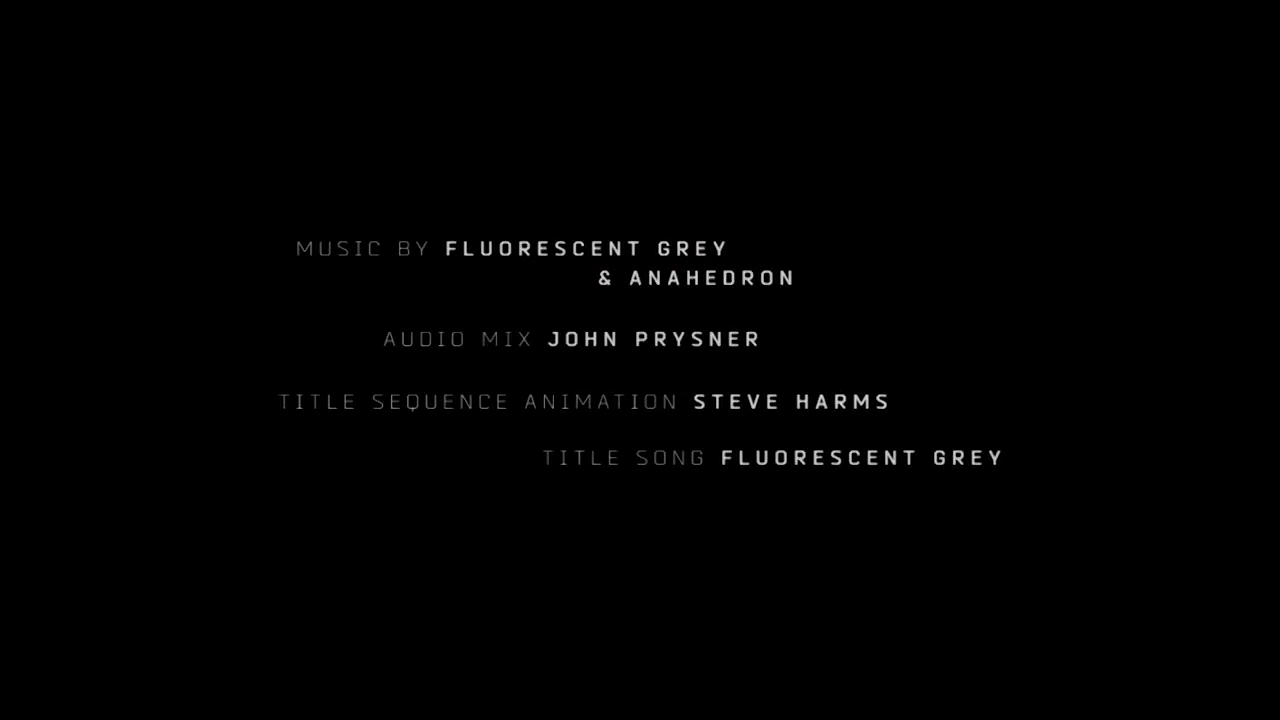 MUSIC BY FLUORESCENT GREY
& ANAHEDRON
AUDIO MIX JOHN PRYSNER
TITLE SEQUENCE ANIMATION STEVE HARMS
TITLE SONG FLUORESCENT GREY